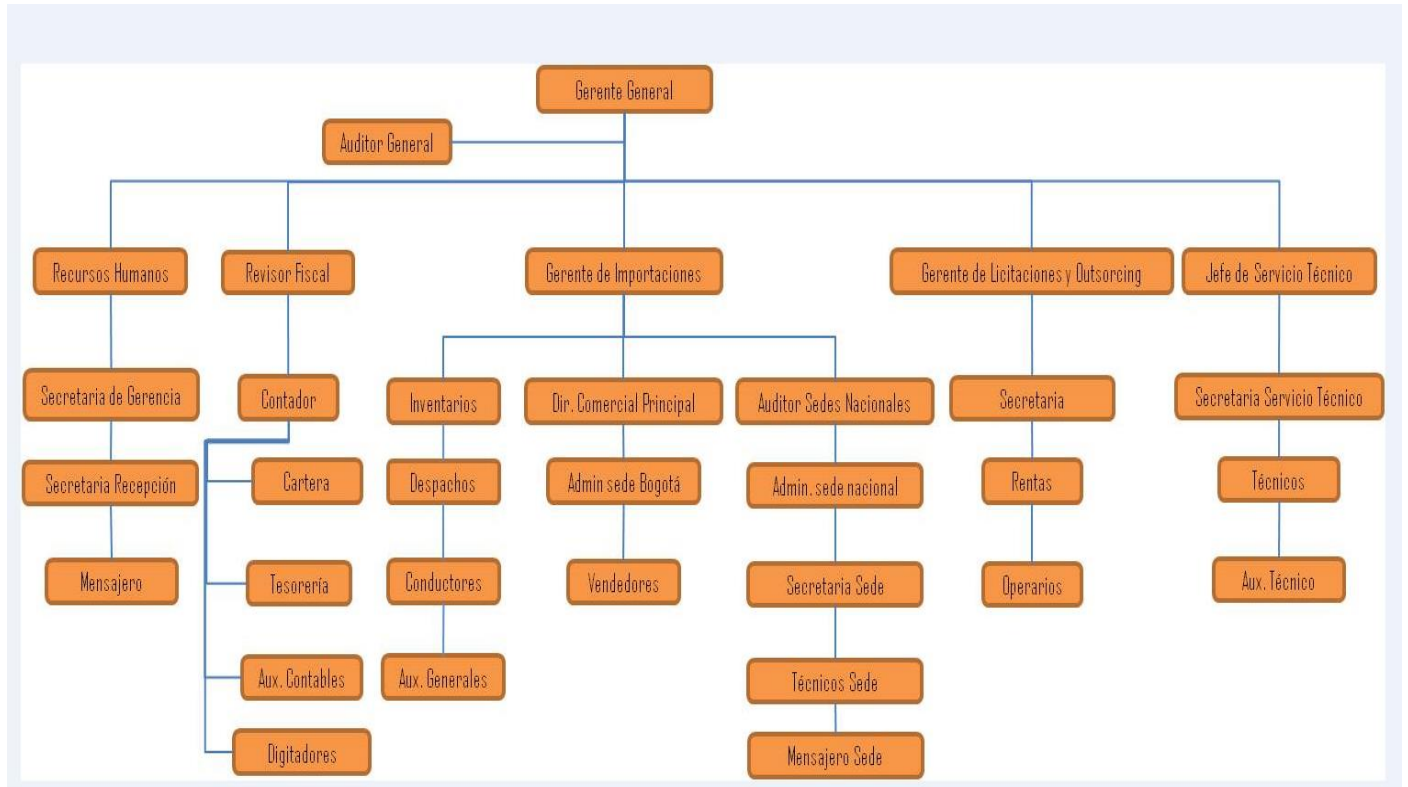 Gerente General
Auditor General
Recursos Humanos
Revisor Fiscal
Gerente de Importaciones
Gerente de Licitaciones y Outsorcing
Jefe de Servicio Técnico
Secretaria de Gerencia
Contador
Inventarios
Dir. Comercial Principal
Auditor Sedes Nacionales
Secretaria
Secretaria Servicio Técnico
Secretaria Recepción
Cartera
Despachos
Admin sede Bogotá
Admin. sede nacional
Rentas
Técnicos
Mensajero
Tesorería
Conductores
Vendedores
Secretaria Sede
Operarios
Aux. Técnico
Aux. Contables
Aux. Generales
Técnicos Sede
Digitadores
Mensajero Sede